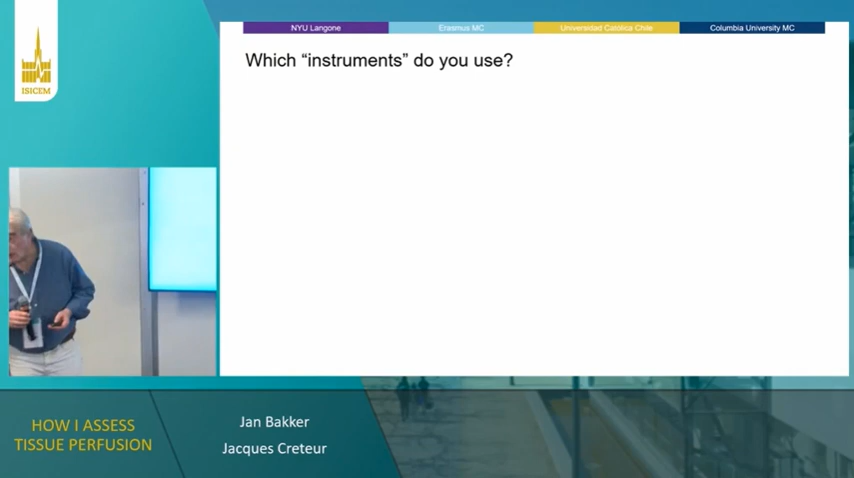 ISICEM
NYU Langone
Erasmus MC
Universidad Catolica Chile
Columbia University MC
Which “instruments” do you use?
HOW I ASSESS
TISSUE PERFUSION
Jan Bakker
Jacques Creteur